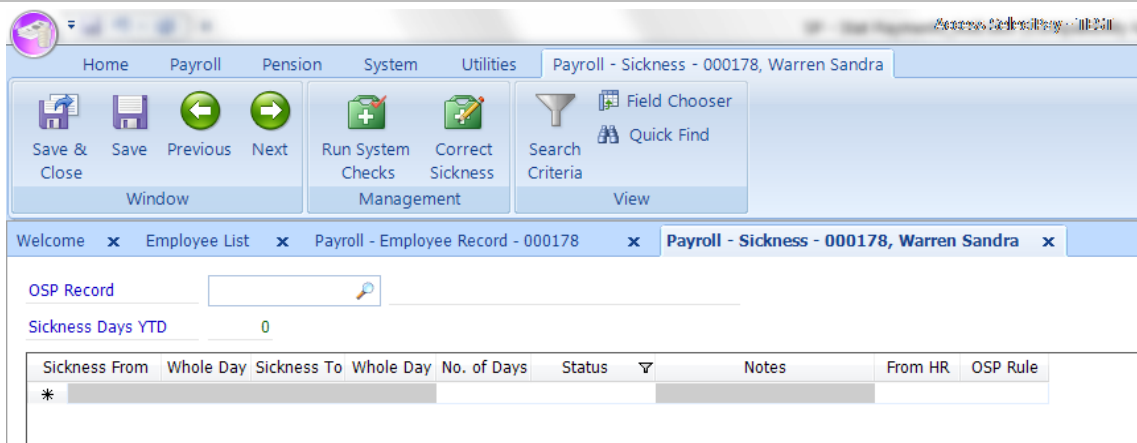 Access SelectPay - TEST
Home Payroll Pension System Utilities Payroll - Sickness - 000178, Warren Sandra
Save & Close Save Previous Next Run System Checks Correct Sickness Search Criteria Field Chooser
Quick Find
Window Management View
Welcome x Employee List x Payroll - Employee Record - 000178 x Payroll - Sickness - 000178, Warren Sandra x
OSP Record
Sickness Days YTD 0
Sickness From Whole Day Sickness To Whole Day No. of Days Status Notes From HR OSP Rule